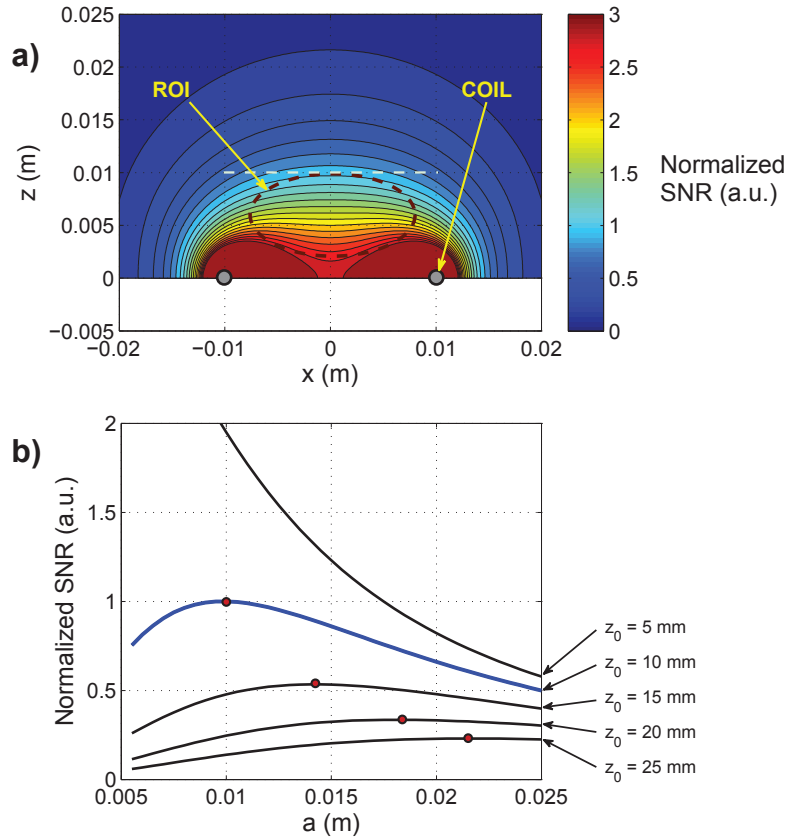 a)
0.025
0.02
0.015
0.01
0.005
0
−0.005
z (m)
ROI
COIL
−0.02
−0.01
0
0.01
0.02
x (m)
3
2.5
2
1.5
1
0.5
0
Normalized
SNR (a.u.)
b)
2
1.5
1
0.5
0
Normalized SNR (a.u.)
0.005
0.01
0.015
0.02
0.025
a (m)
z0 = 5 mm
z0 = 10 mm
z0 = 15 mm
z0 = 20 mm
z0 = 25 mm